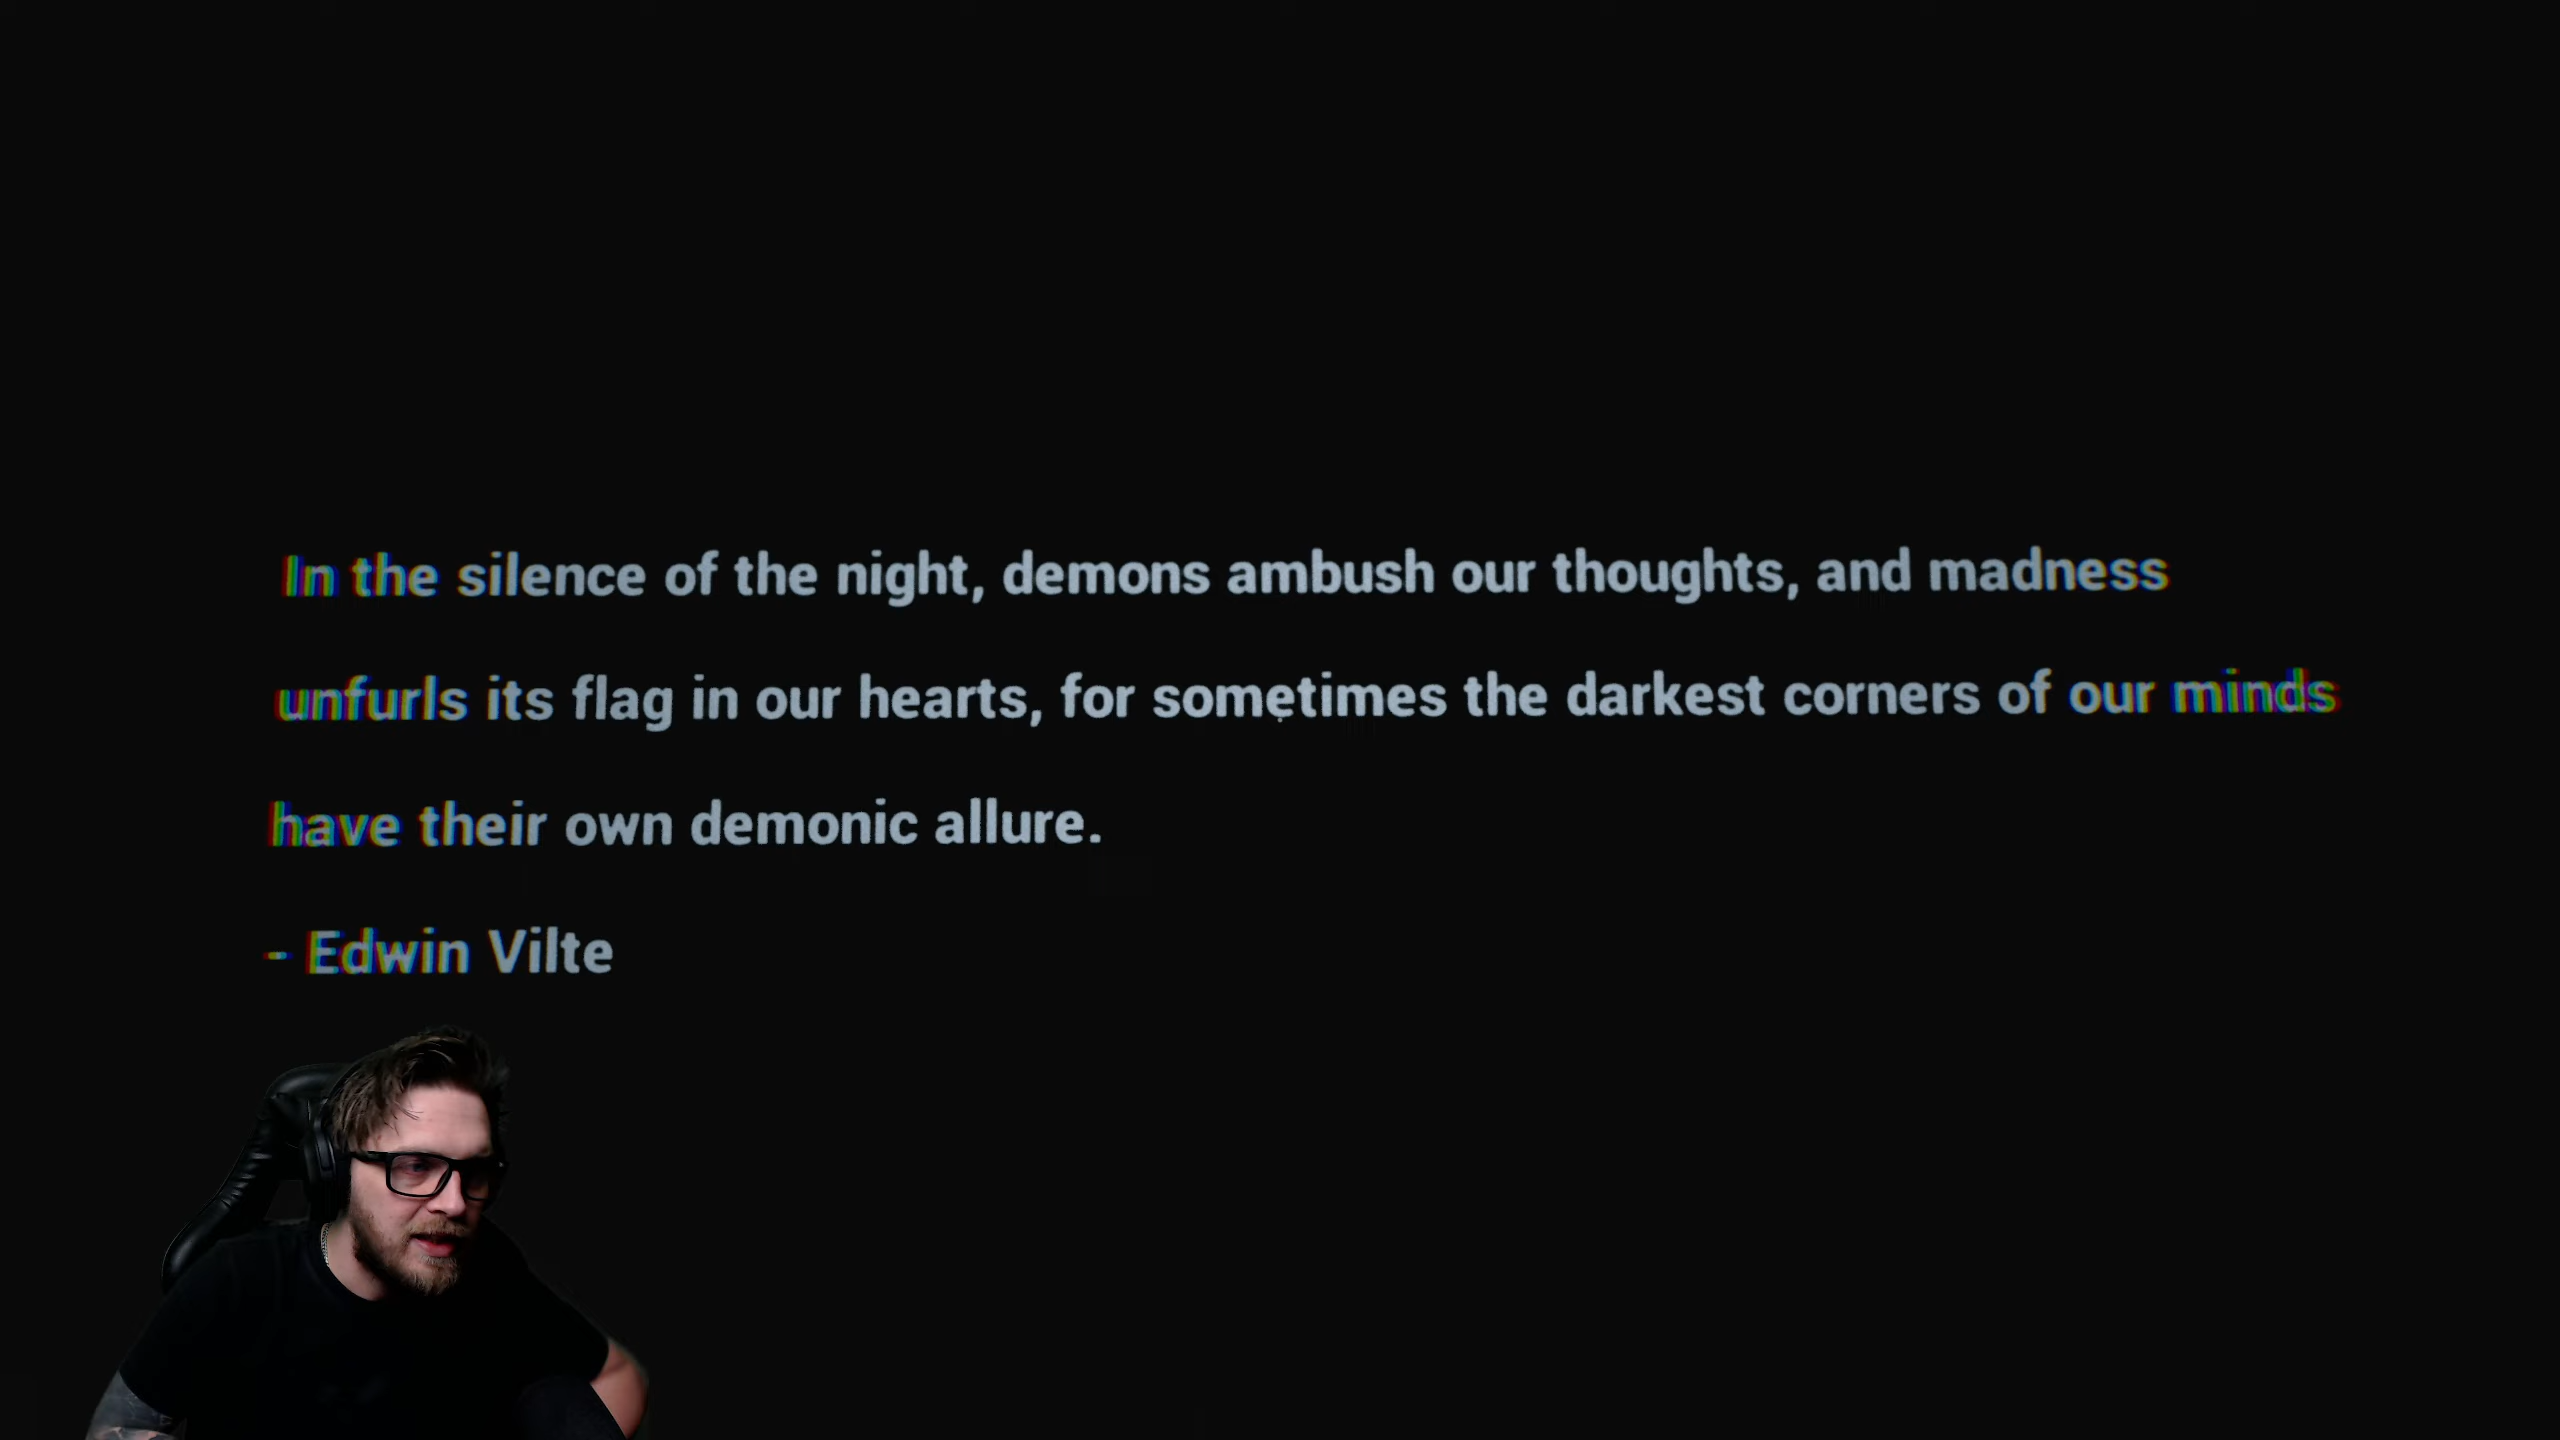 In the silence of the night, demons ambush our thoughts, and madness
unfurls its flag in our hearts, for sometimes the darkest corners of our minds
have their own demonic allure.
- Edwin Vilte